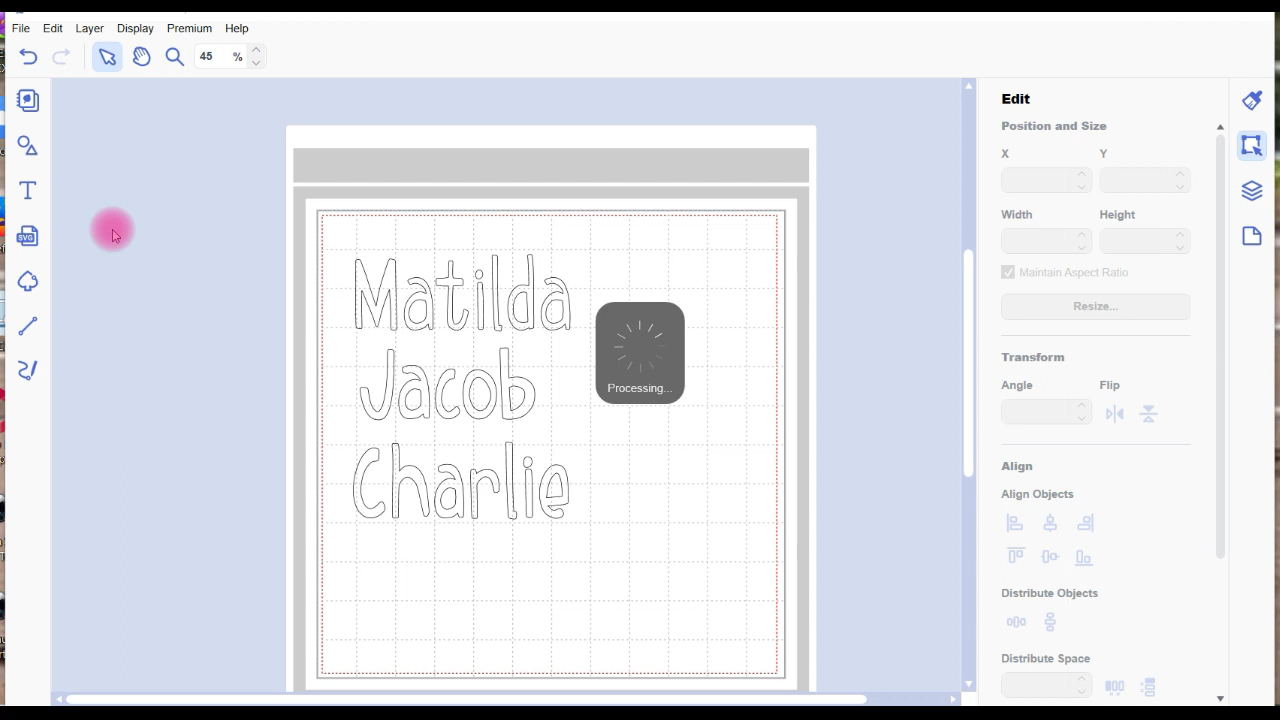 File Edit Layer Display Premium Help
45 %
SVG
Matilda
Jacob
Charlie
Processing...
Edit
Position and Size
X Y
Width Height
Maintain Aspect Ratio
Resize...
Transform
Angle Flip
Align
Align Objects
Distribute Objects
Distribute Space